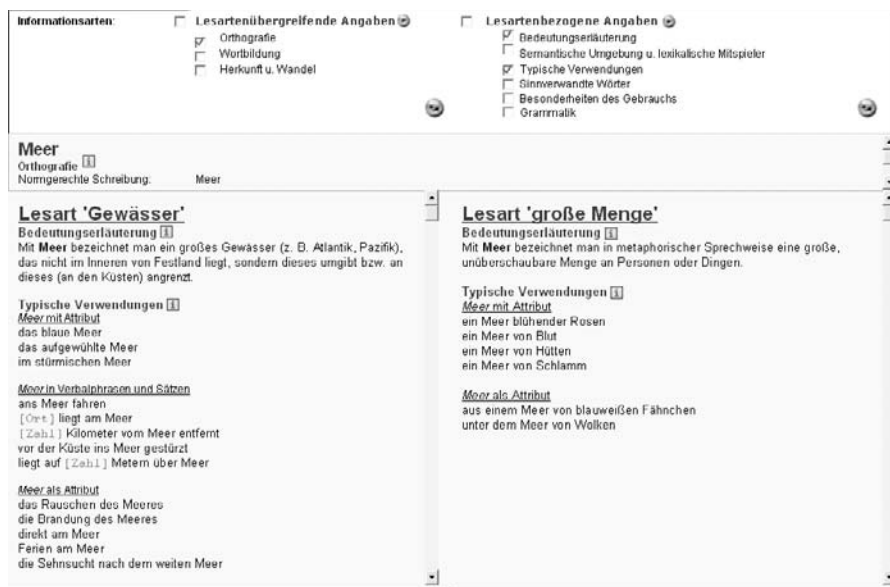 Informationsarten:
Lesartenübergreifende Angaben
Orthografie
Wortbildung
Herkunft u. Wandel
Lesartenbezogene Angaben
Bedeutungserläuterung
Semantische Umgebung u. lexikalische Mitspieler
Typische Verwendungen
Sinnverwandte Wörter
Besonderheiten des Gebrauchs
Grammatik
Meer
Orthografie i
Normgerechte Schreibung: Meer
Lesart 'Gewässer'
Bedeutungserläuterung i
Mit Meer bezeichnet man ein großes Gewässer (z. B. Atlantik, Pazifik),
das nicht im Inneren von Festland liegt, sondern dieses umgibt bzw. an
dieses (an den Küsten) angrenzt.
Typische Verwendungen i
Meer mit Attribut
das blaue Meer
das aufgewühlte Meer
im stürmischen Meer
Meer in Verbalphrasen und Sätzen
ans Meer fahren
[Ort] liegt am Meer
[Zahl] Kilometer vom Meer entfernt
vor der Küste ins Meer gestürzt
liegt auf [Zahl] Metern über Meer
Meer als Attribut
das Rauschen des Meeres
die Brandung des Meeres
direkt am Meer
Ferien am Meer
die Sehnsucht nach dem weiten Meer
Lesart 'große Menge'
Bedeutungserläuterung i
Mit Meer bezeichnet man in metaphorischer Sprechweise eine große,
unüberschaubare Menge an Personen oder Dingen.
Typische Verwendungen i
Meer mit Attribut
ein Meer blühender Rosen
ein Meer von Blut
ein Meer von Hütten
ein Meer von Schlamm
Meer als Attribut
aus einem Meer von blauweißen Fähnchen
unter dem Meer von Wolken